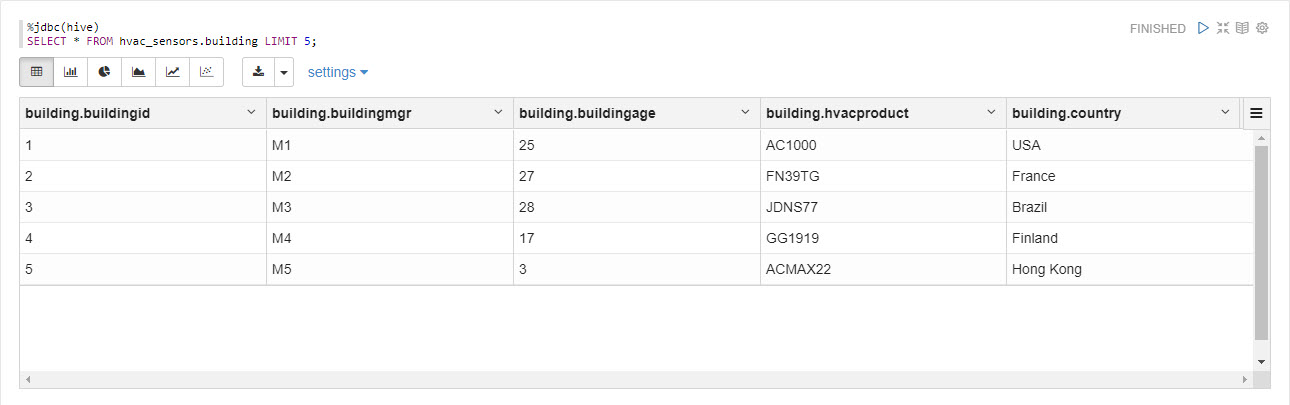 %jdbc(hive)
SELECT * FROM hvac_sensors.building LIMIT 5;
FINISHED
settings
building.buildingid building.buildingmgr building.buildingage building.hvacproduct building.country
1 M1 25 AC1000 USA
2 M2 27 FN39TG France
3 M3 28 JDNS77 Brazil
4 M4 17 GG1919 Finland
5 M5 3 ACMAX22 Hong Kong